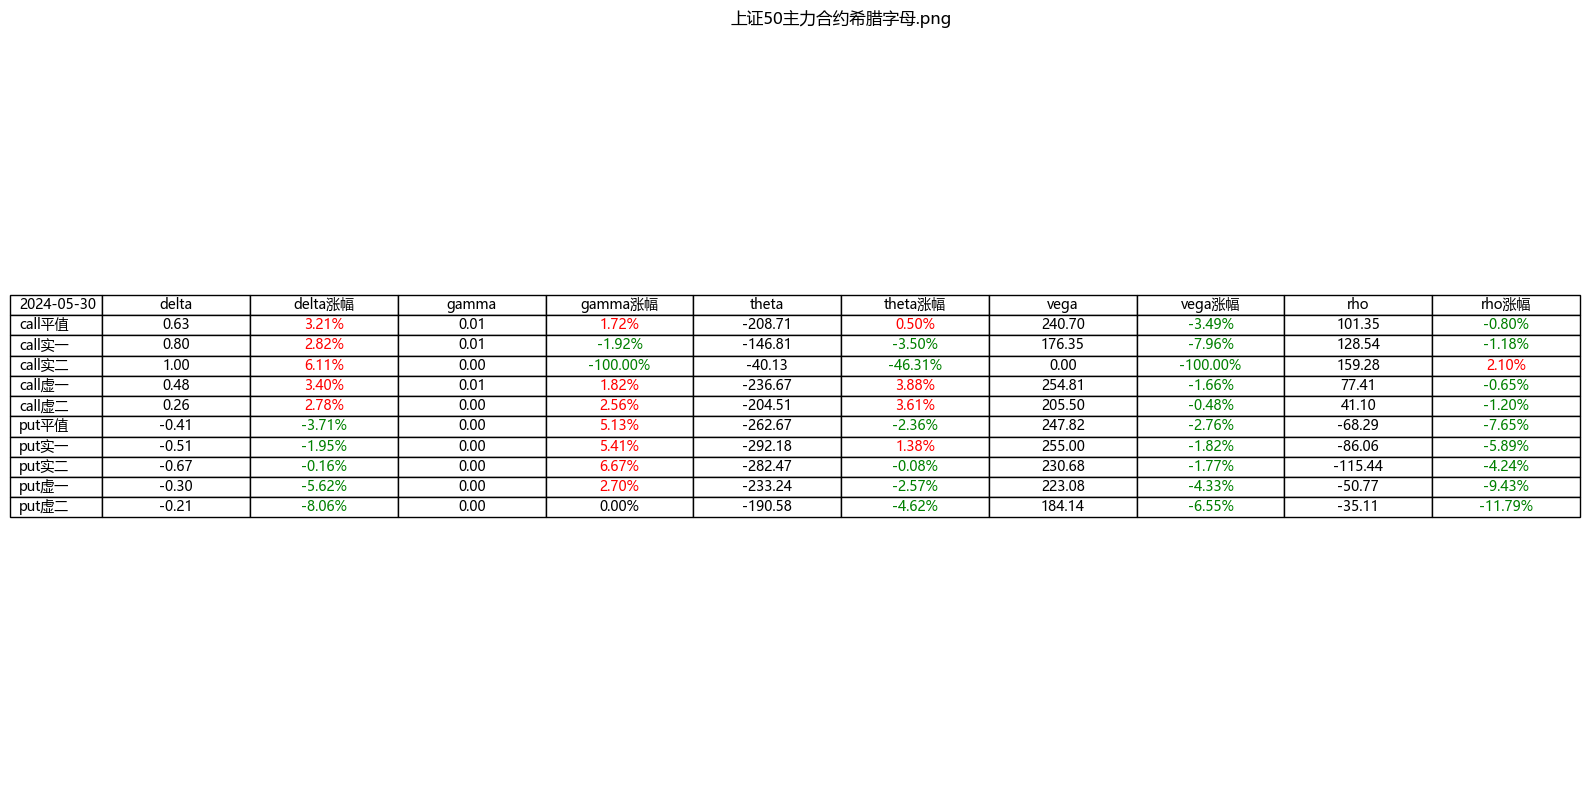 上证50主力合约希腊字母.png
2024-05-30 delta delta涨幅 gamma gamma涨幅 theta theta涨幅 vega vega涨幅 rho rho涨幅
call平值 0.63 3.21% 0.01 1.72% -208.71 0.50% 240.70 -3.49% 101.35 -0.80%
call实一 0.80 2.82% 0.01 -1.92% -146.81 -3.50% 176.35 -7.96% 128.54 -1.18%
call实二 1.00 6.11% 0.00 -100.00% -40.13 -46.31% 0.00 -100.00% 159.28 2.10%
call虚一 0.48 3.40% 0.01 1.82% -236.67 3.88% 254.81 -1.66% 77.41 -0.65%
call虚二 0.26 2.78% 0.00 2.56% -204.51 3.61% 205.50 -0.48% 41.10 -1.20%
put平值 -0.41 -3.71% 0.00 5.13% -262.67 -2.36% 247.82 -2.76% -68.29 -7.65%
put实一 -0.51 -1.95% 0.00 5.41% -292.18 1.38% 255.00 -1.82% -86.06 -5.89%
put实二 -0.67 -0.16% 0.00 6.67% -282.47 -0.08% 230.68 -1.77% -115.44 -4.24%
put虚一 -0.30 -5.62% 0.00 2.70% -233.24 -2.57% 223.08 -4.33% -50.77 -9.43%
put虚二 -0.21 -8.06% 0.00 0.00% -190.58 -4.62% 184.14 -6.55% -35.11 -11.79%